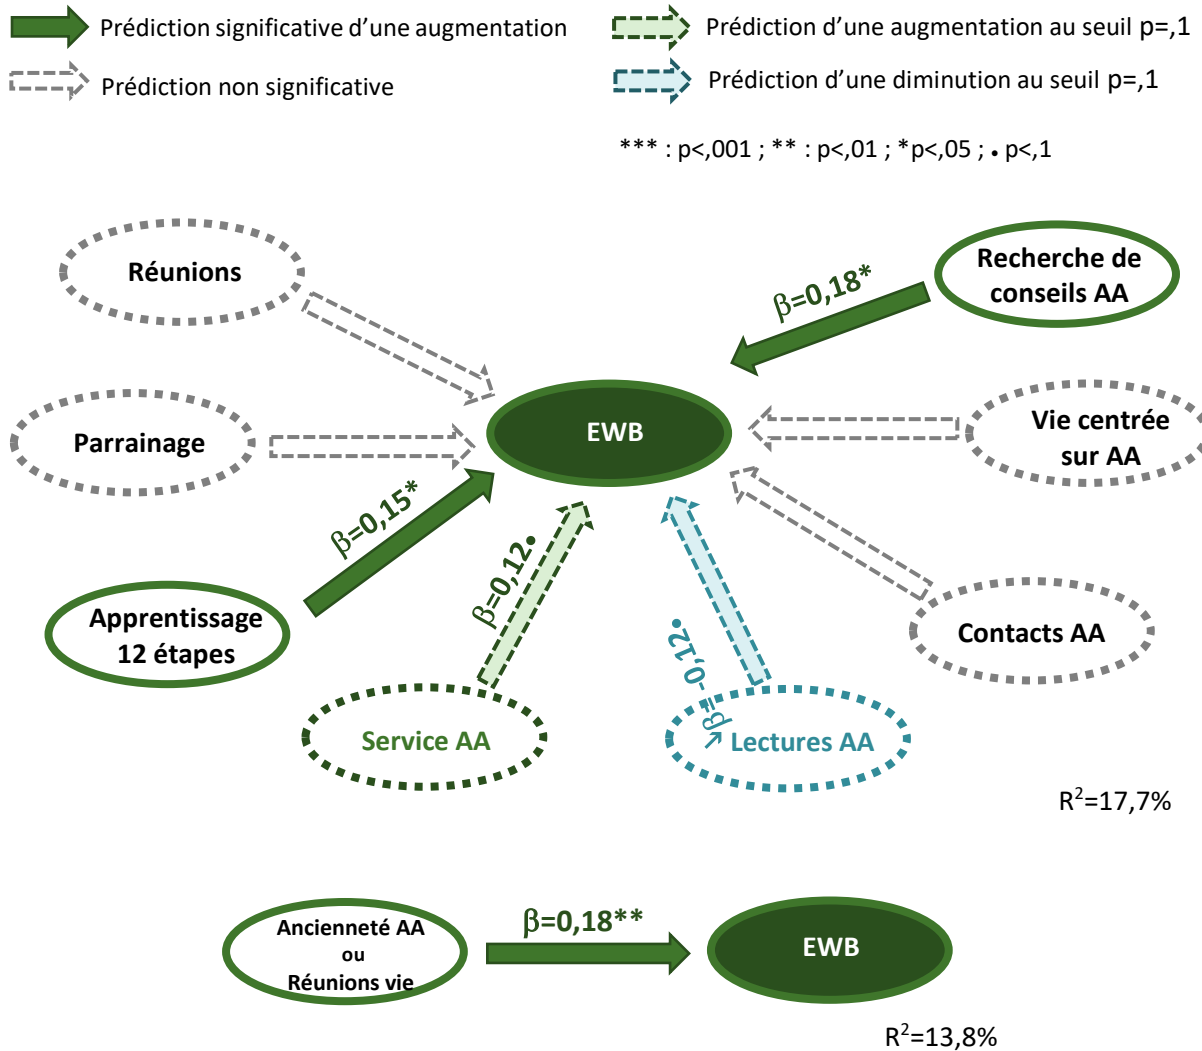 Prédiction significative d'une augmentation
Prédiction d'une augmentation au seuil p=,1
Prédiction non significative
Prédiction d'une diminution au seuil p=,1
*** : p<,001 ; ** : p<,01 ; *p<,05 ; • p<,1
Réunions
Recherche de
conseils AA
β=0,18*
EWB
Parrainage
Vie centrée
sur AA
β=0,15*
β=0,12•
Apprentissage
12 étapes
Contacts AA
↗β=-0,12•
Service AA
Lectures AA
R²=17,7%
Ancienneté AA
ou
Réunions vie
β=0,18**
EWB
R²=13,8%